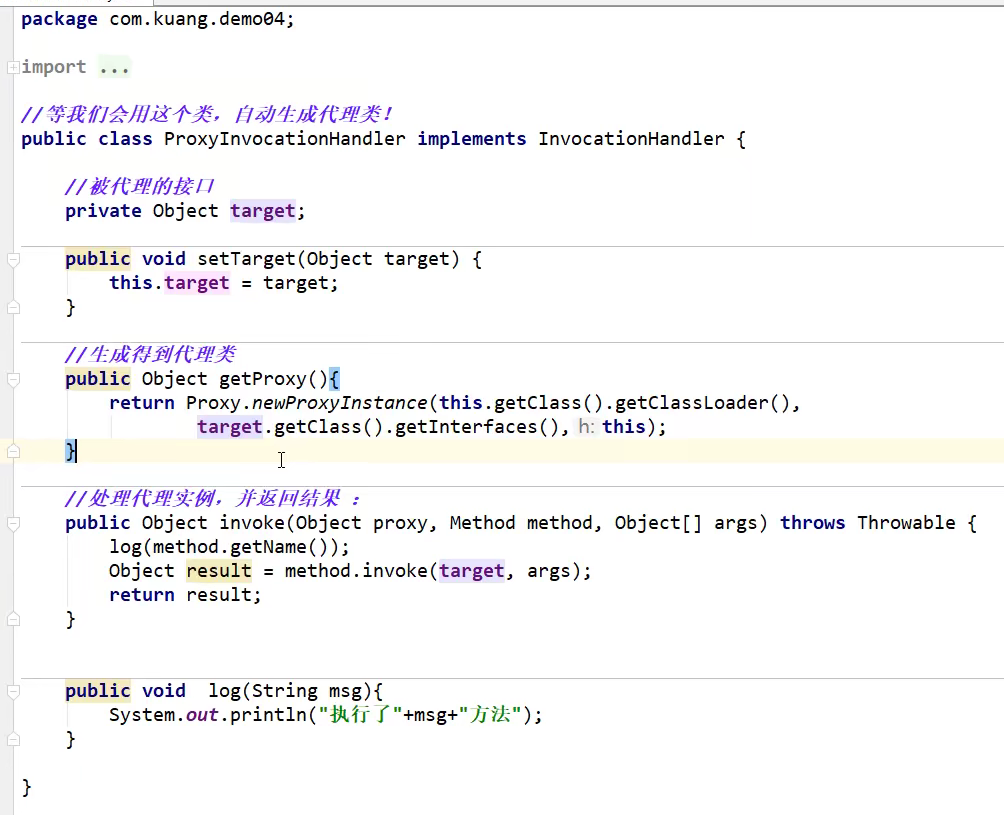 package com.kuang.demo04;
import ...
//等我们会用这个类，自动生成代理类！
public class ProxyInvocationHandler implements InvocationHandler {
//被代理的接口
private Object target;
public void setTarget(Object target) {
this.target = target;
}
//生成得到代理类
public Object getProxy(){
return Proxy.newProxyInstance(this.getClass().getClassLoader(),
target.getClass().getInterfaces(), h: this);
}
//处理代理实例，并返回结果 ：
public Object invoke(Object proxy, Method method, Object[] args) throws Throwable {
log(method.getName());
Object result = method.invoke(target, args);
return result;
}
public void  log(String msg){
System.out.println("执行了"+msg+"方法");
}
}